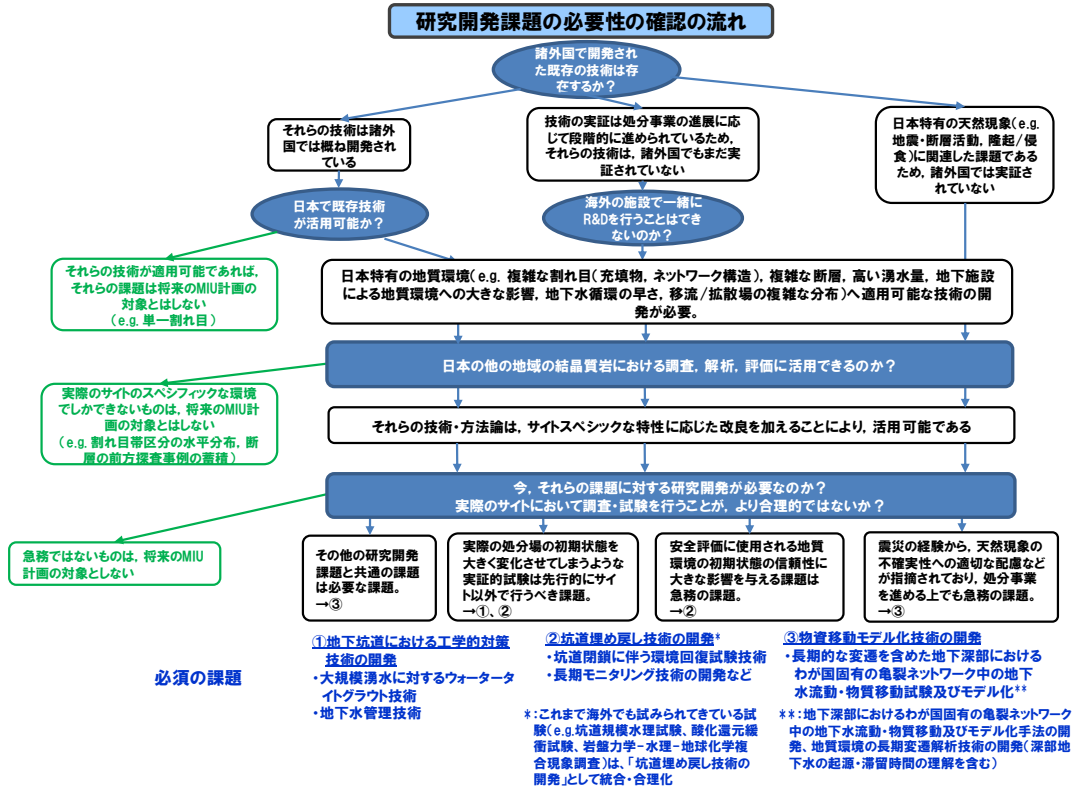 研究開発課題の必要性の確認の流れ
諸外国で開発され
た既存の技術は存
在するか？
それらの技術は諸外
国では概ね開発され
ている
技術の実証は処分事業の進展に応
じて段階的に進められているため，
それらの技術は，諸外国でもまだ実
証されていない
日本特有の天然現象（e.g.
地震・断層活動，隆起/侵
食）に関連した課題である
ため，諸外国では実証さ
れていない
日本で既存技術
が活用可能か？
海外の施設で一緒に
R&Dを行うことはでき
ないのか？
それらの技術が適用可能であれば，
それらの課題は将来のMIU計画の
対象とはしない
（e.g. 単一割れ目）
日本特有の地質環境（e.g. 複雑な割れ目（充填物，ネットワーク構造），複雑な断層，高い湧水量，地下施設
による地質環境への大きな影響，地下水循環の早さ，移流/拡散場の複雑な分布）へ適用可能な技術の開
発が必要。
日本の他の地域の結晶質岩における調査，解析，評価に活用できるのか？
実際のサイトのスペシフィックな環境
でしかできないものは，将来のMIU計
画の対象とはしない
（e.g. 割れ目帯区分の水平分布，断
層の前方探査事例の蓄積）
それらの技術・方法論は，サイトスペシックな特性に応じた改良を加えることにより，活用可能である
今，それらの課題に対する研究開発が必要なのか？
実際のサイトにおいて調査・試験を行うことが，より合理的ではないか？
急務ではないものは，将来のMIU
計画の対象としない
その他の研究開発
課題と共通の課題
は必要な課題。
→③
実際の処分場の初期状態を
大きく変化させてしまうような
実証的試験は先行的にサイ
ト以外で行うべき課題。
→①、②
安全評価に使用される地質
環境の初期状態の信頼性に
大きな影響を与える課題は
急務の課題。
→②
震災の経験から，天然現象の
不確実性への適切な配慮など
が指摘されており，処分事業
を進める上でも急務の課題。
→③
必須の課題
①地下坑道における工学的対策
技術の開発
・大規模湧水に対するウォータータ
イトグラウト技術
・地下水管理技術
②坑道埋め戻し技術の開発*
・坑道閉鎖に伴う環境回復試験技術
・長期モニタリング技術の開発など
*：これまで海外でも試みられてきている試
験（e.g.坑道規模水理試験、酸化還元緩
衝試験、岩盤力学-水理-地球化学複
合現象調査）は、「坑道埋め戻し技術の
開発」として統合・合理化
③物資移動モデル化技術の開発
・長期的な変遷を含めた地下深部における
わが国固有の亀裂ネットワーク中の地下
水流動・物質移動試験及びモデル化**
**：地下深部におけるわが国固有の亀裂ネットワーク
中の地下水流動・物質移動及びモデル化手法の開
発、地質環境の長期変遷解析技術の開発（深部地
下水の起源・滞留時間の理解を含む）